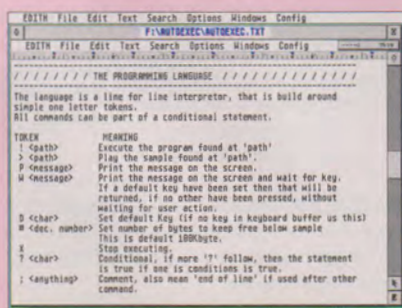 EDITH File Edit Text Search Options Windows Config
F:\AUTOEXEC\AUTOEXEC.TXT
EDITH File Edit Text Search Options Windows Config
/ / / / / / / / THE PROGRAMMING LANGUAGE / / / / / / / / / / / / / /
The language is a line for line interpretor, that is build around
simple one letter tokens.
All commands can be part of a conditional statement.
TOKEN MEANING
! <path> Execute the program found at 'path'
> <path> Play the sample found at 'path'.
P <message> Print the message on the screen.
W <message> Print the message on the screen and wait for key.
If a default key have been set then that will be
returned, if no other have been pressed, without
waiting for user action.
D <char> Set default Key (if no key in keyboard buffer us this)
M <dec. number> Set number of bytes to keep free below sample
This is default 100Kbyte.
X Stop executing.
? <char> Conditional, if more '?' follow, then the statement
is true if one is conditions is true.
: <anything> Comment, also mean 'end of line' if used after other
command.